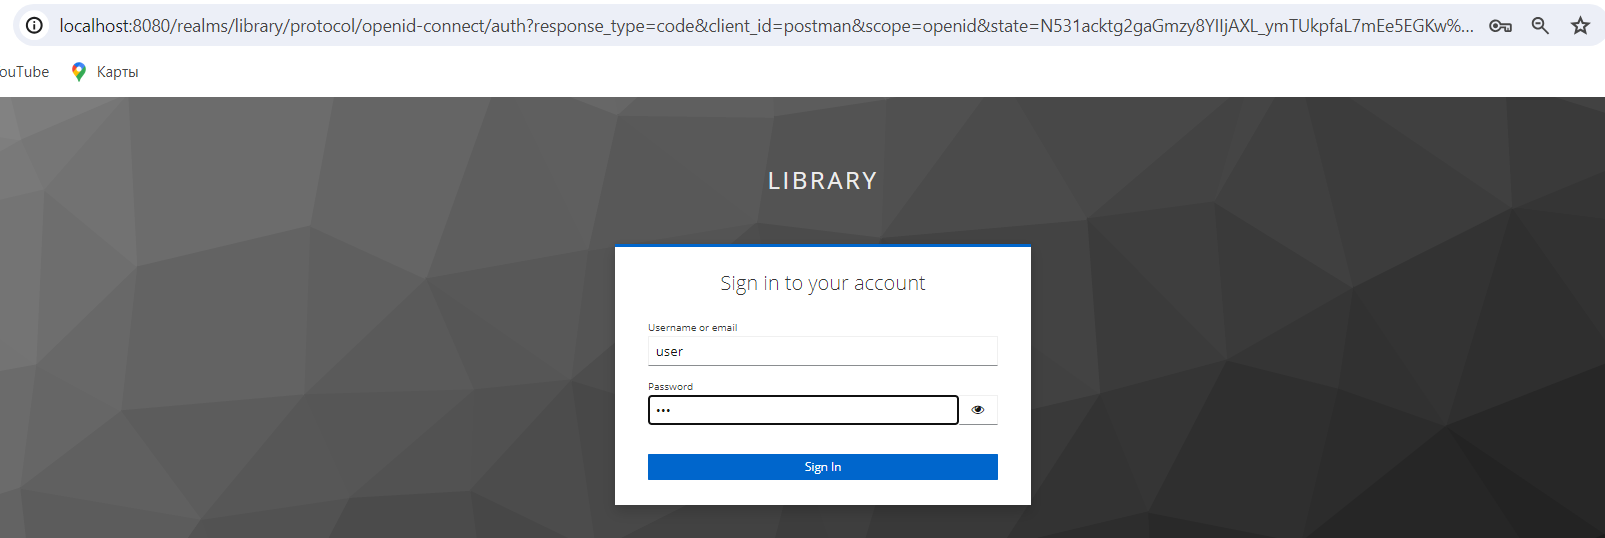 localhost:8080/realms/library/protocol/openid-connect/auth?response_type=code&client_id=postman&scope=openid&state=N531acktg2gaGmzy8YlIjAXL_ymTUkpfaL7mEe5EGKw%...
ouTube Карты
LIBRARY
Sign in to your account
Username or email
user
Password
•••
Sign In